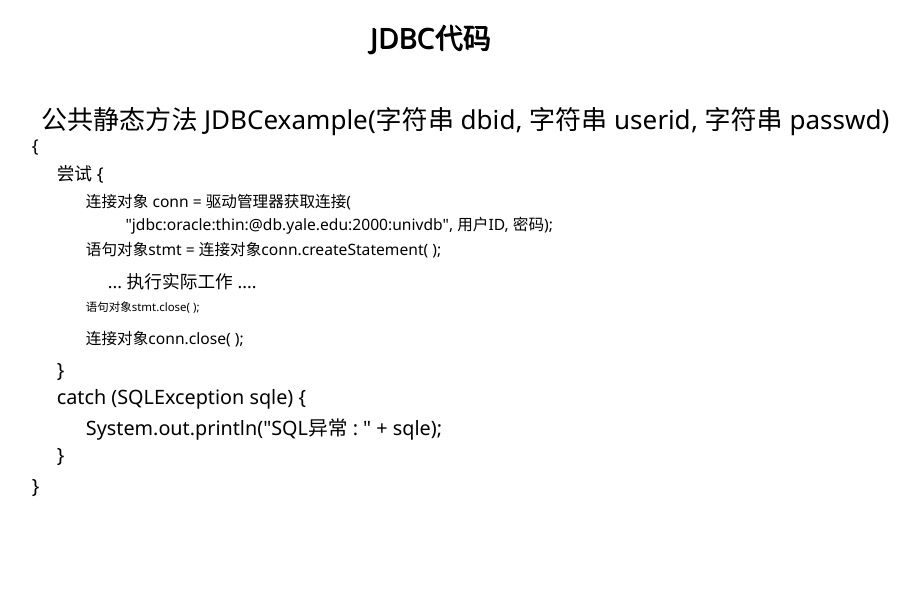 JDBC代码
公共静态方法 JDBCexample(字符串 dbid, 字符串 userid, 字符串 passwd)
{
尝试 {
连接对象 conn = 驱动管理器获取连接(
"jdbc:oracle:thin:@db.yale.edu:2000:univdb", 用户ID, 密码);
语句对象stmt = 连接对象conn.createStatement( );
... 执行实际工作 ....
语句对象stmt.close( );
连接对象conn.close( );
}
catch (SQLException sqle) {
System.out.println("SQL异常 : " + sqle);
}
}